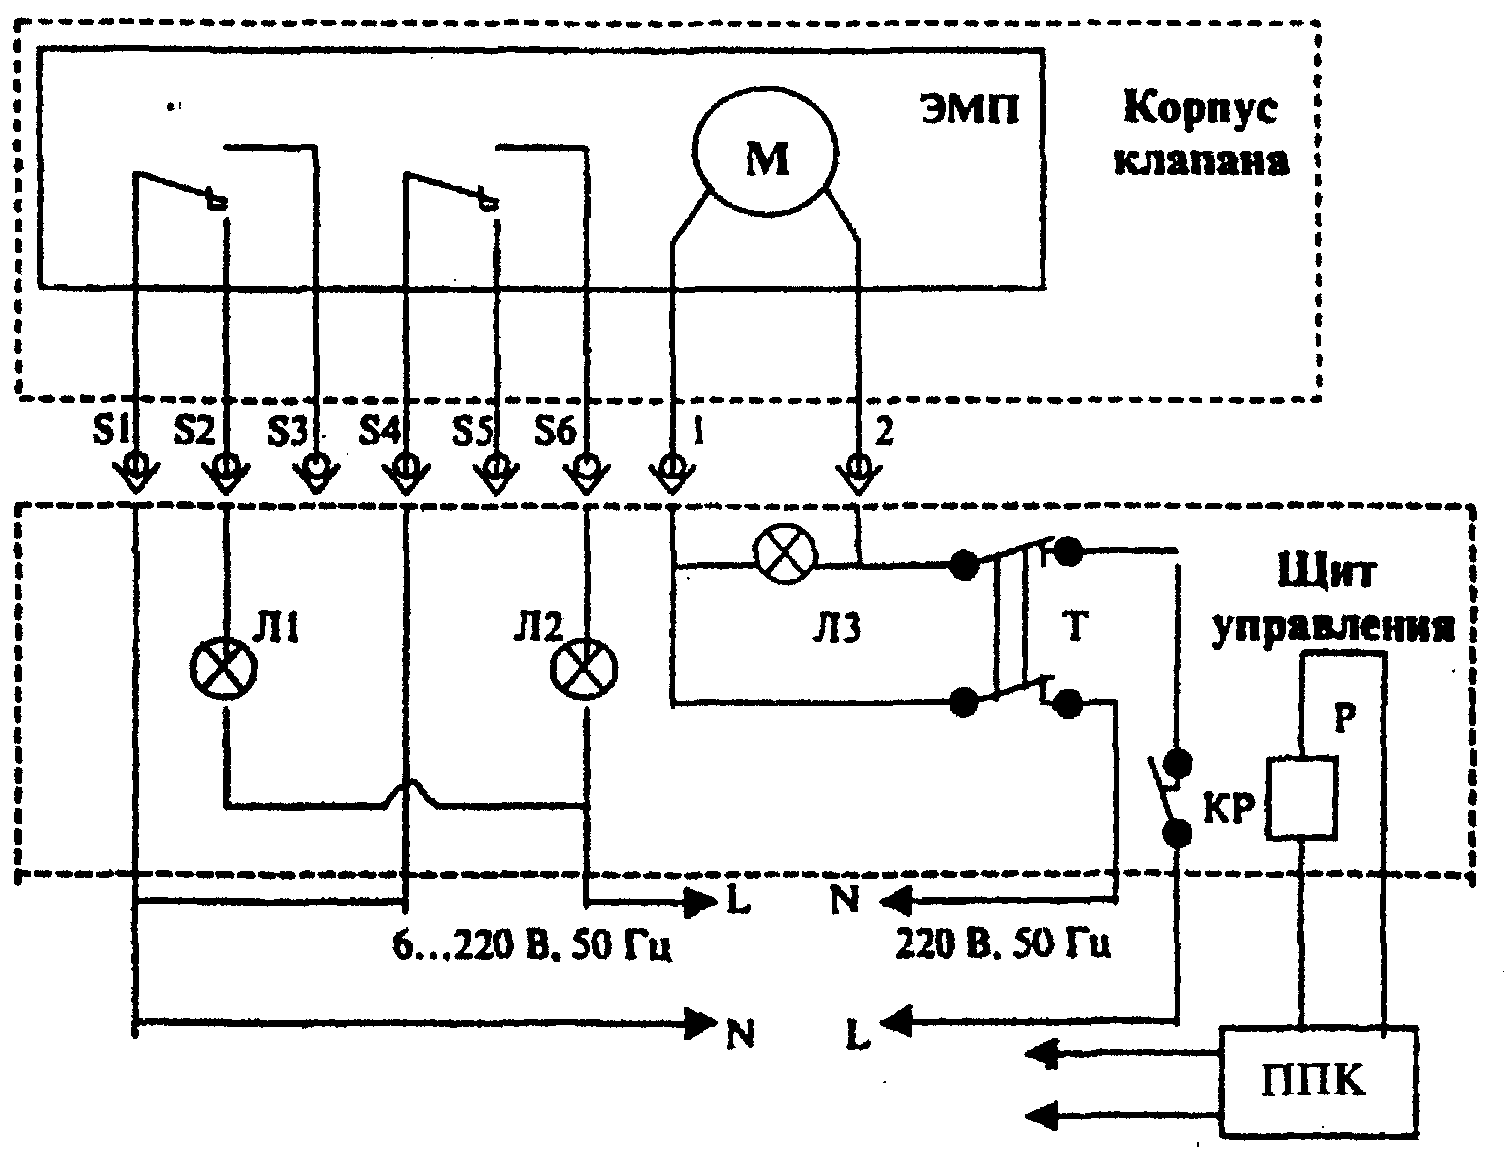 ЭМП
Корпус
клапана
М
S1 S2 S3 S4 S5 S6 1 2
Щит
управления
Л1
Л2
Л3
Т
Р
КР
L
N
6...220 В, 50 Гц
220 В, 50 Гц
N
L
ППК